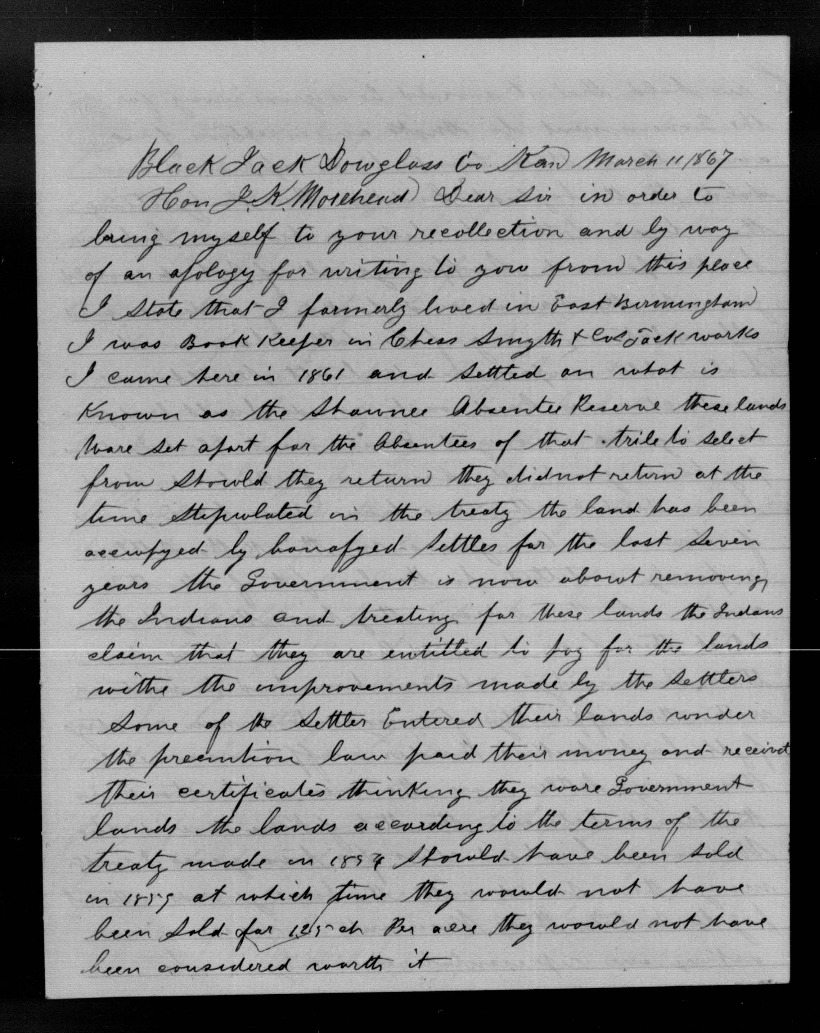 Black Jack Dowglass Co Kan March 11 1867
Hon J. K. Morehead Dear Sir in order to
bring myself to your recollection and by way
of an apology for writing to you from this place
I State that I formerly lived in East Birmingham
I was Book Keeper in Chess Smyth & Cos Tack works
I came here in 1861 and Settled on what is
Known as the Shawnee Absentee Reserve these lands
ware set apart for the Absentees of that tribe to select
from Should they return they did not return at the
time Stipulated in the treaty the land has been
occupyed by bonafyed Settles for the last Seven
years the Government is now about removing
the Indians and treating for these lands the Indians
claim that they are entitled to pay for the lands
withe the improvements made by the Settlers
Some of the Settler Entered their lands under
the preemtion law paid their money and received
their certificates thinking they ware Government
lands the lands according to the terms of the
treaty made in 1854 Should have been Sold
in 1859 at which time they would not have
been Sold for 125 ch Per acre they would not have
been considered worth it